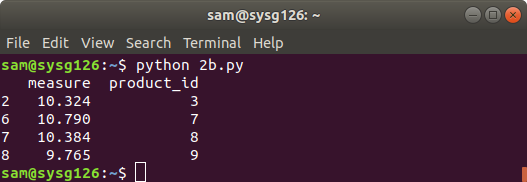 sam@sysg126: ~
File Edit View Search Terminal Help
sam@sysg126:~$ python 2b.py
   measure  product_id
2   10.324           3
6   10.790           7
7   10.384           8
8    9.765           9
sam@sysg126:~$